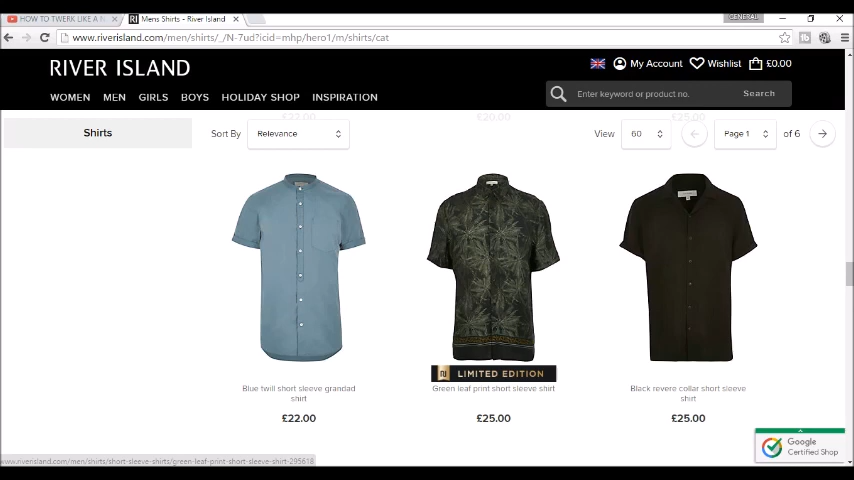 HOW TO TWERK LIKE A N
Mens Shirts - River Island
GENERAL
www.riverisland.com/men/shirts/_/N-7ud?icid=mhp/hero1/m/shirts/cat
RIVER ISLAND
My Account
Wishlist
£0.00
WOMEN MEN GIRLS BOYS HOLIDAY SHOP INSPIRATION
Enter keyword or product no.
Search
£22.00 £20.00 £25.00
Shirts
Sort By
Relevance
View
60
Page 1
of 6
LIMITED EDITION
Blue twill short sleeve grandad
shirt
£22.00
Green leaf print short sleeve shirt
£25.00
Black revere collar short sleeve
shirt
£25.00
Google
Certified Shop
www.riverisland.com/men/shirts/short-sleeve-shirts/green-leaf-print-short-sleeve-shirt-295618